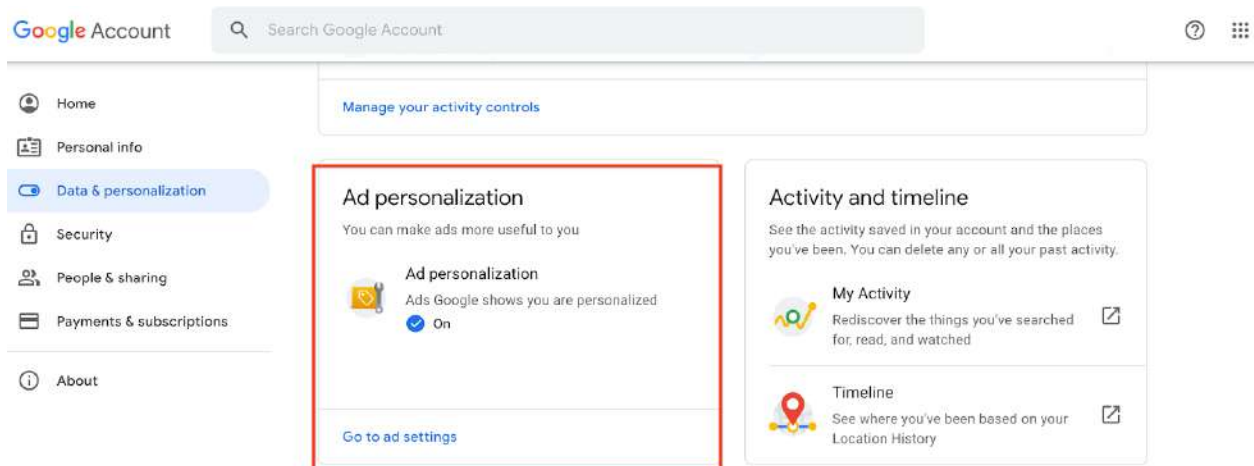 Google Account
Search Google Account
Home
Personal info
Data & personalization
Security
People & sharing
Payments & subscriptions
About
Manage your activity controls
Ad personalization
You can make ads more useful to you
Ad personalization
Ads Google shows you are personalized
On
Go to ad settings
Activity and timeline
See the activity saved in your account and the places
you've been. You can delete any or all your past activity.
My Activity
Rediscover the things you've searched
for, read, and watched
Timeline
See where you've been based on your
Location History